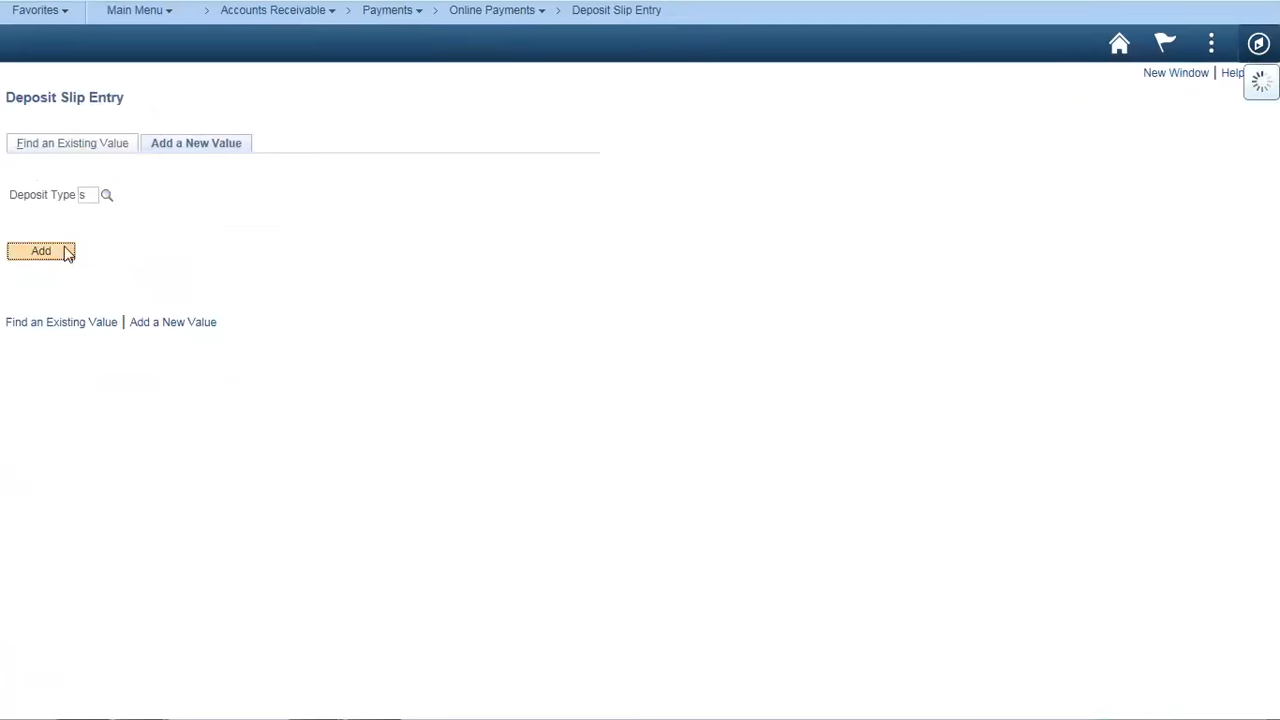 Favorites Main Menu > Accounts Receivable > Payments > Online Payments > Deposit Slip Entry
New Window | Help
Deposit Slip Entry
Find an Existing Value Add a New Value
Deposit Type s
Add
Find an Existing Value | Add a New Value